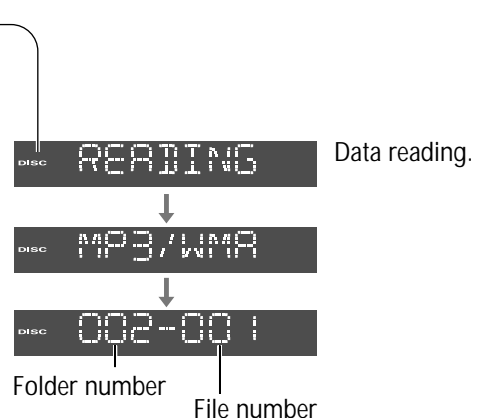 DISC READING Data reading.
DISC MP3/WMA
DISC 002-001
Folder number
File number